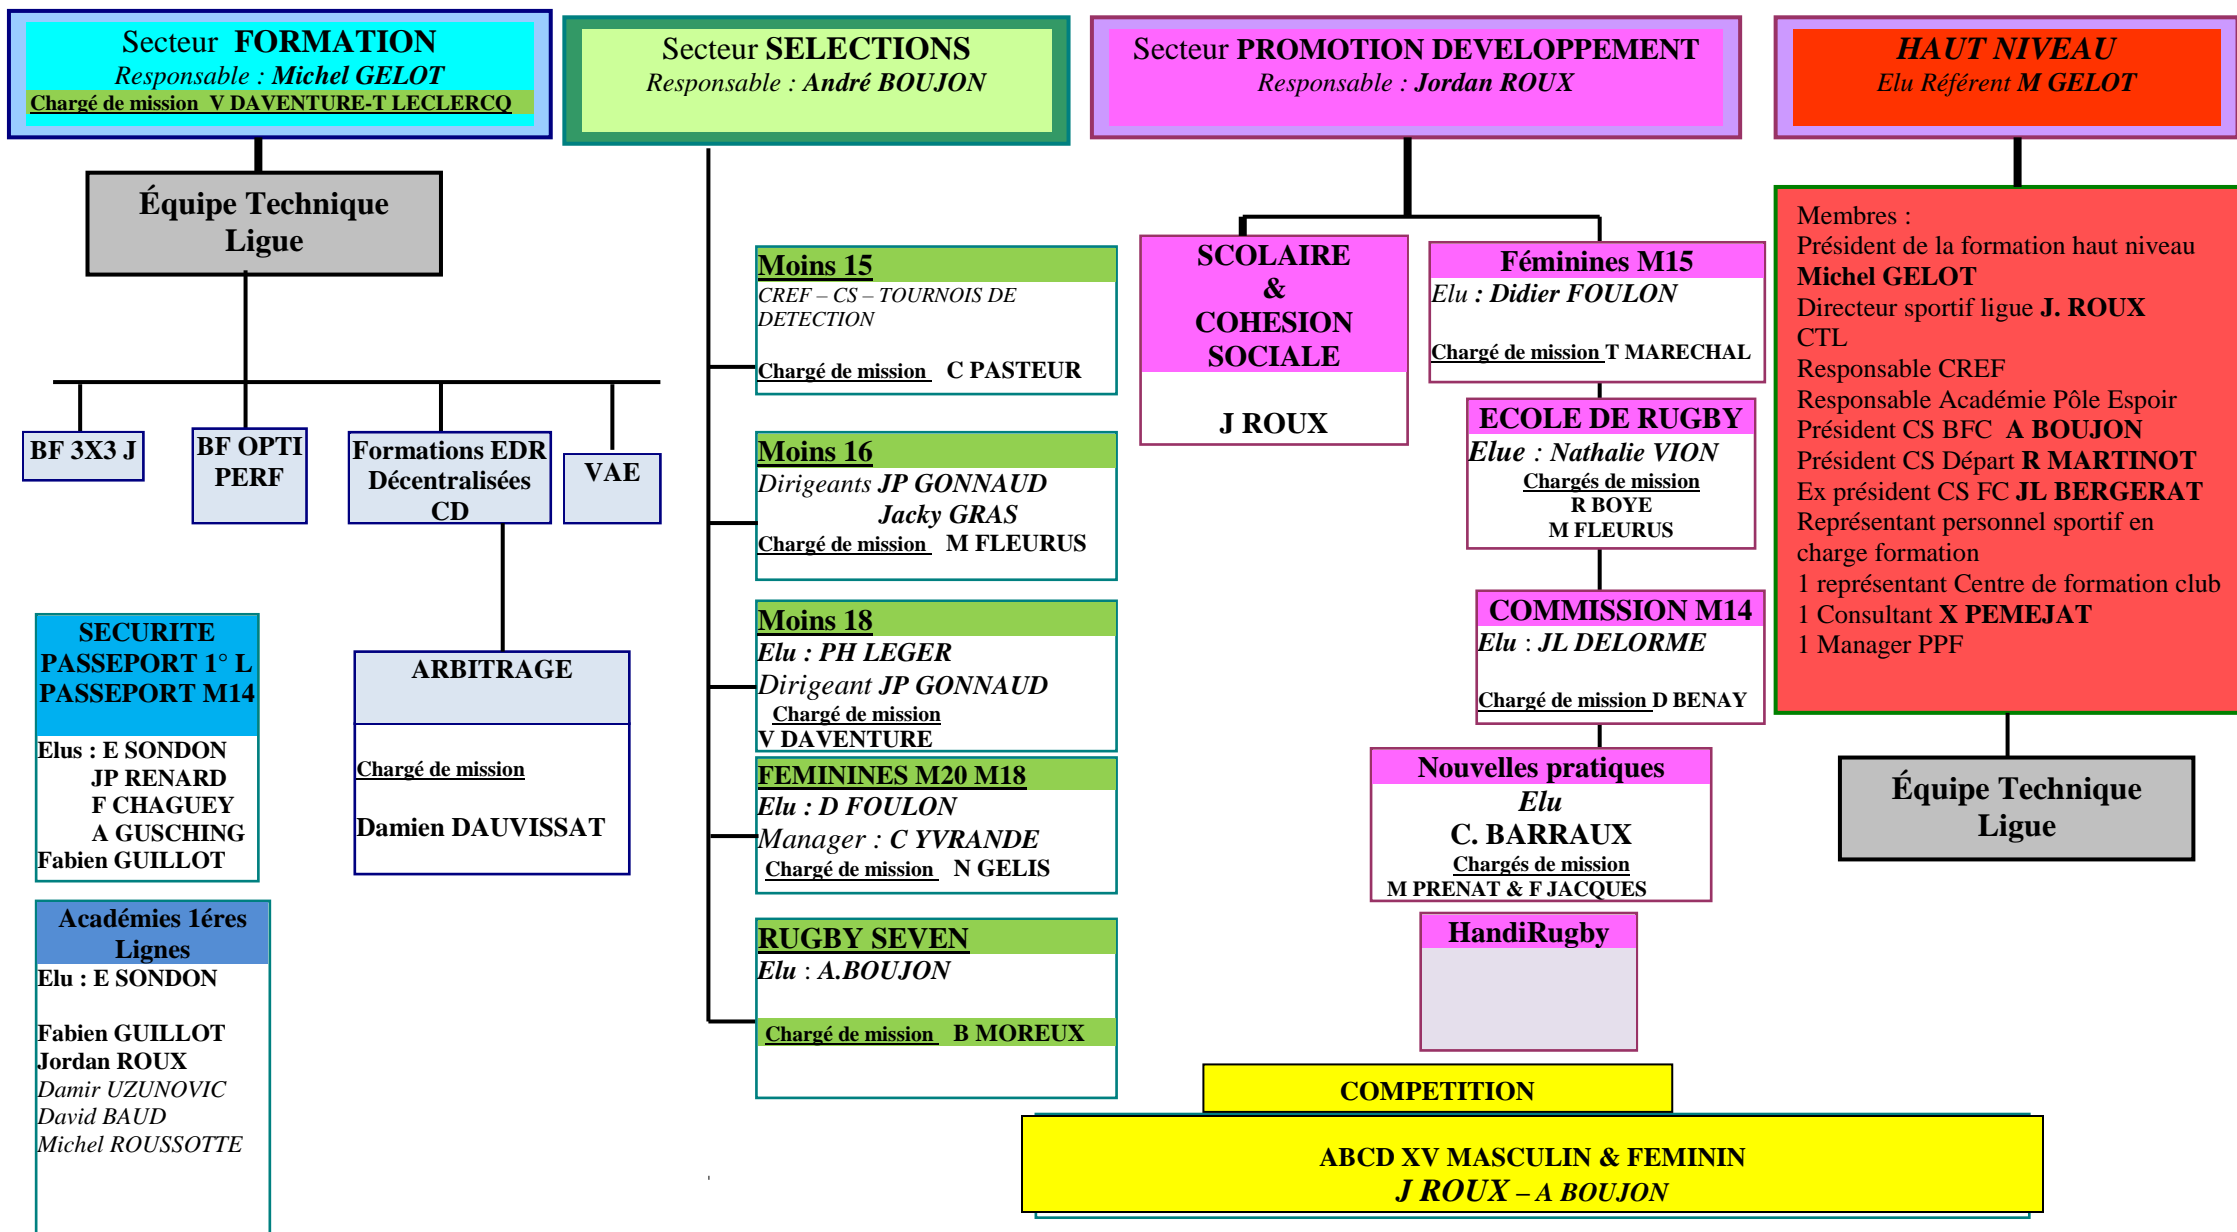 Secteur FORMATION
Responsable : Michel GELOT
Chargé de mission V DAVENTURE-T LECLERCQ
Équipe Technique
Ligue
BF 3X3 J
BF OPTI
PERF
Formations EDR
Décentralisées
CD
VAE
ARBITRAGE
Chargé de mission
Damien DAUVISSAT
SECURITE
PASSEPORT 1° L
PASSEPORT M14
Elus : E SONDON
JP RENARD
F CHAGUEY
A GUSCHING
Fabien GUILLOT
Académies 1éres
Lignes
Elu : E SONDON
Fabien GUILLOT
Jordan ROUX
Damir UZUNOVIC
David BAUD
Michel ROUSSOTTE
Secteur SELECTIONS
Responsable : André BOUJON
Moins 15
CREF – CS – TOURNOIS DE
DETECTION
Chargé de mission C PASTEUR
Moins 16
Dirigeants JP GONNAUD
Jacky GRAS
Chargé de mission M FLEURUS
Moins 18
Elu : PH LEGER
Dirigeant JP GONNAUD
Chargé de mission
V DAVENTURE
FEMININES M20 M18
Elu : D FOULON
Manager : C YVRANDE
Chargé de mission N GELIS
RUGBY SEVEN
Elu : A.BOUJON
Chargé de mission B MOREUX
Secteur PROMOTION DEVELOPPEMENT
Responsable : Jordan ROUX
SCOLAIRE
&
COHESION
SOCIALE
J ROUX
Féminines M15
Elu : Didier FOULON
Chargé de mission T MARECHAL
ECOLE DE RUGBY
Elue : Nathalie VION
Chargés de mission
R BOYE
M FLEURUS
COMMISSION M14
Elu : JL DELORME
Chargé de mission D BENAY
Nouvelles pratiques
Elu
C. BARRAUX
Chargés de mission
M PRENAT & F JACQUES
HandiRugby
HAUT NIVEAU
Elu Référent M GELOT
Membres :
Président de la formation haut niveau
Michel GELOT
Directeur sportif ligue J. ROUX
CTL
Responsable CREF
Responsable Académie Pôle Espoir
Président CS BFC A BOUJON
Président CS Départ R MARTINOT
Ex président CS FC JL BERGERAT
Représentant personnel sportif en
charge formation
1 représentant Centre de formation club
1 Consultant X PEMEJAT
1 Manager PPF
Équipe Technique
Ligue
COMPETITION
ABCD XV MASCULIN & FEMININ
J ROUX – A BOUJON